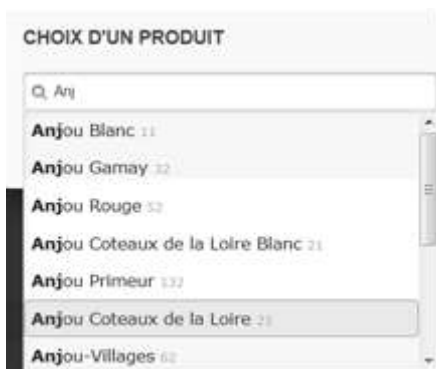 CHOIX D'UN PRODUIT
Anj
Anjou Blanc 11
Anjou Gamay 32
Anjou Rouge 52
Anjou Coteaux de la Loire Blanc 21
Anjou Primeur 132
Anjou Coteaux de la Loire 21
Anjou-Villages 62